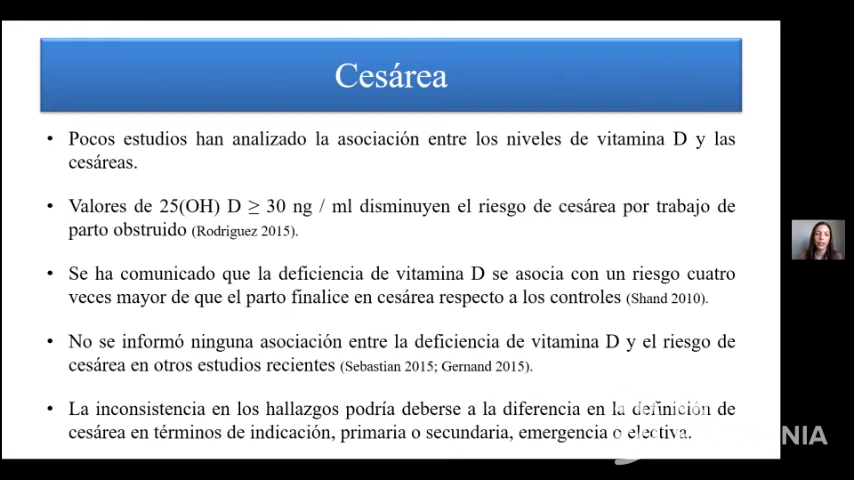 Cesárea
• Pocos estudios han analizado la asociación entre los niveles de vitamina D y las
cesáreas.
• Valores de 25(OH) D ≥ 30 ng / ml disminuyen el riesgo de cesárea por trabajo de
parto obstruido (Rodriguez 2015).
• Se ha comunicado que la deficiencia de vitamina D se asocia con un riesgo cuatro
veces mayor de que el parto finalice en cesárea respecto a los controles (Shand 2010).
• No se informó ninguna asociación entre la deficiencia de vitamina D y el riesgo de
cesárea en otros estudios recientes (Sebastian 2015; Gernand 2015).
• La inconsistencia en los hallazgos podría deberse a la diferencia en la definición de
cesárea en términos de indicación, primaria o secundaria, emergencia o electiva.